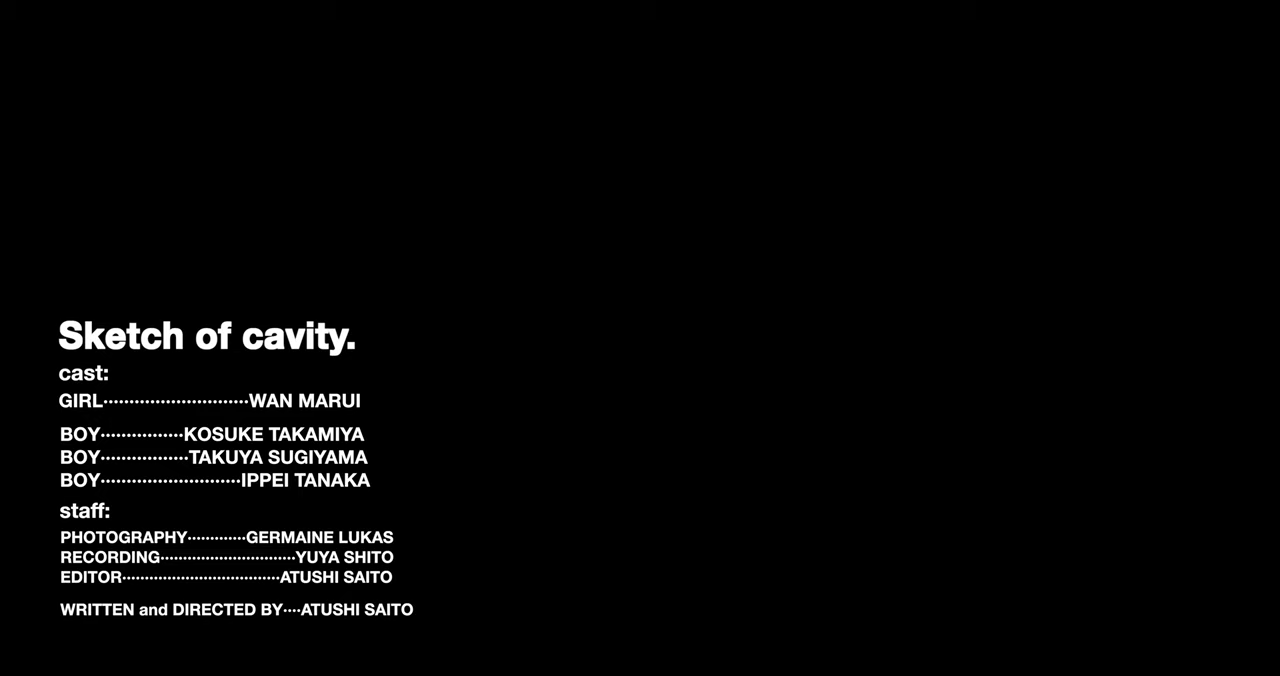 Sketch of cavity.
cast:
GIRL····························WAN MARUI
BOY················KOSUKE TAKAMIYA
BOY·················TAKUYA SUGIYAMA
BOY···························IPPEI TANAKA
staff:
PHOTOGRAPHY·············GERMAINE LUKAS
RECORDING······························YUYA SHITO
EDITOR···································ATUSHI SAITO
WRITTEN and DIRECTED BY····ATUSHI SAITO